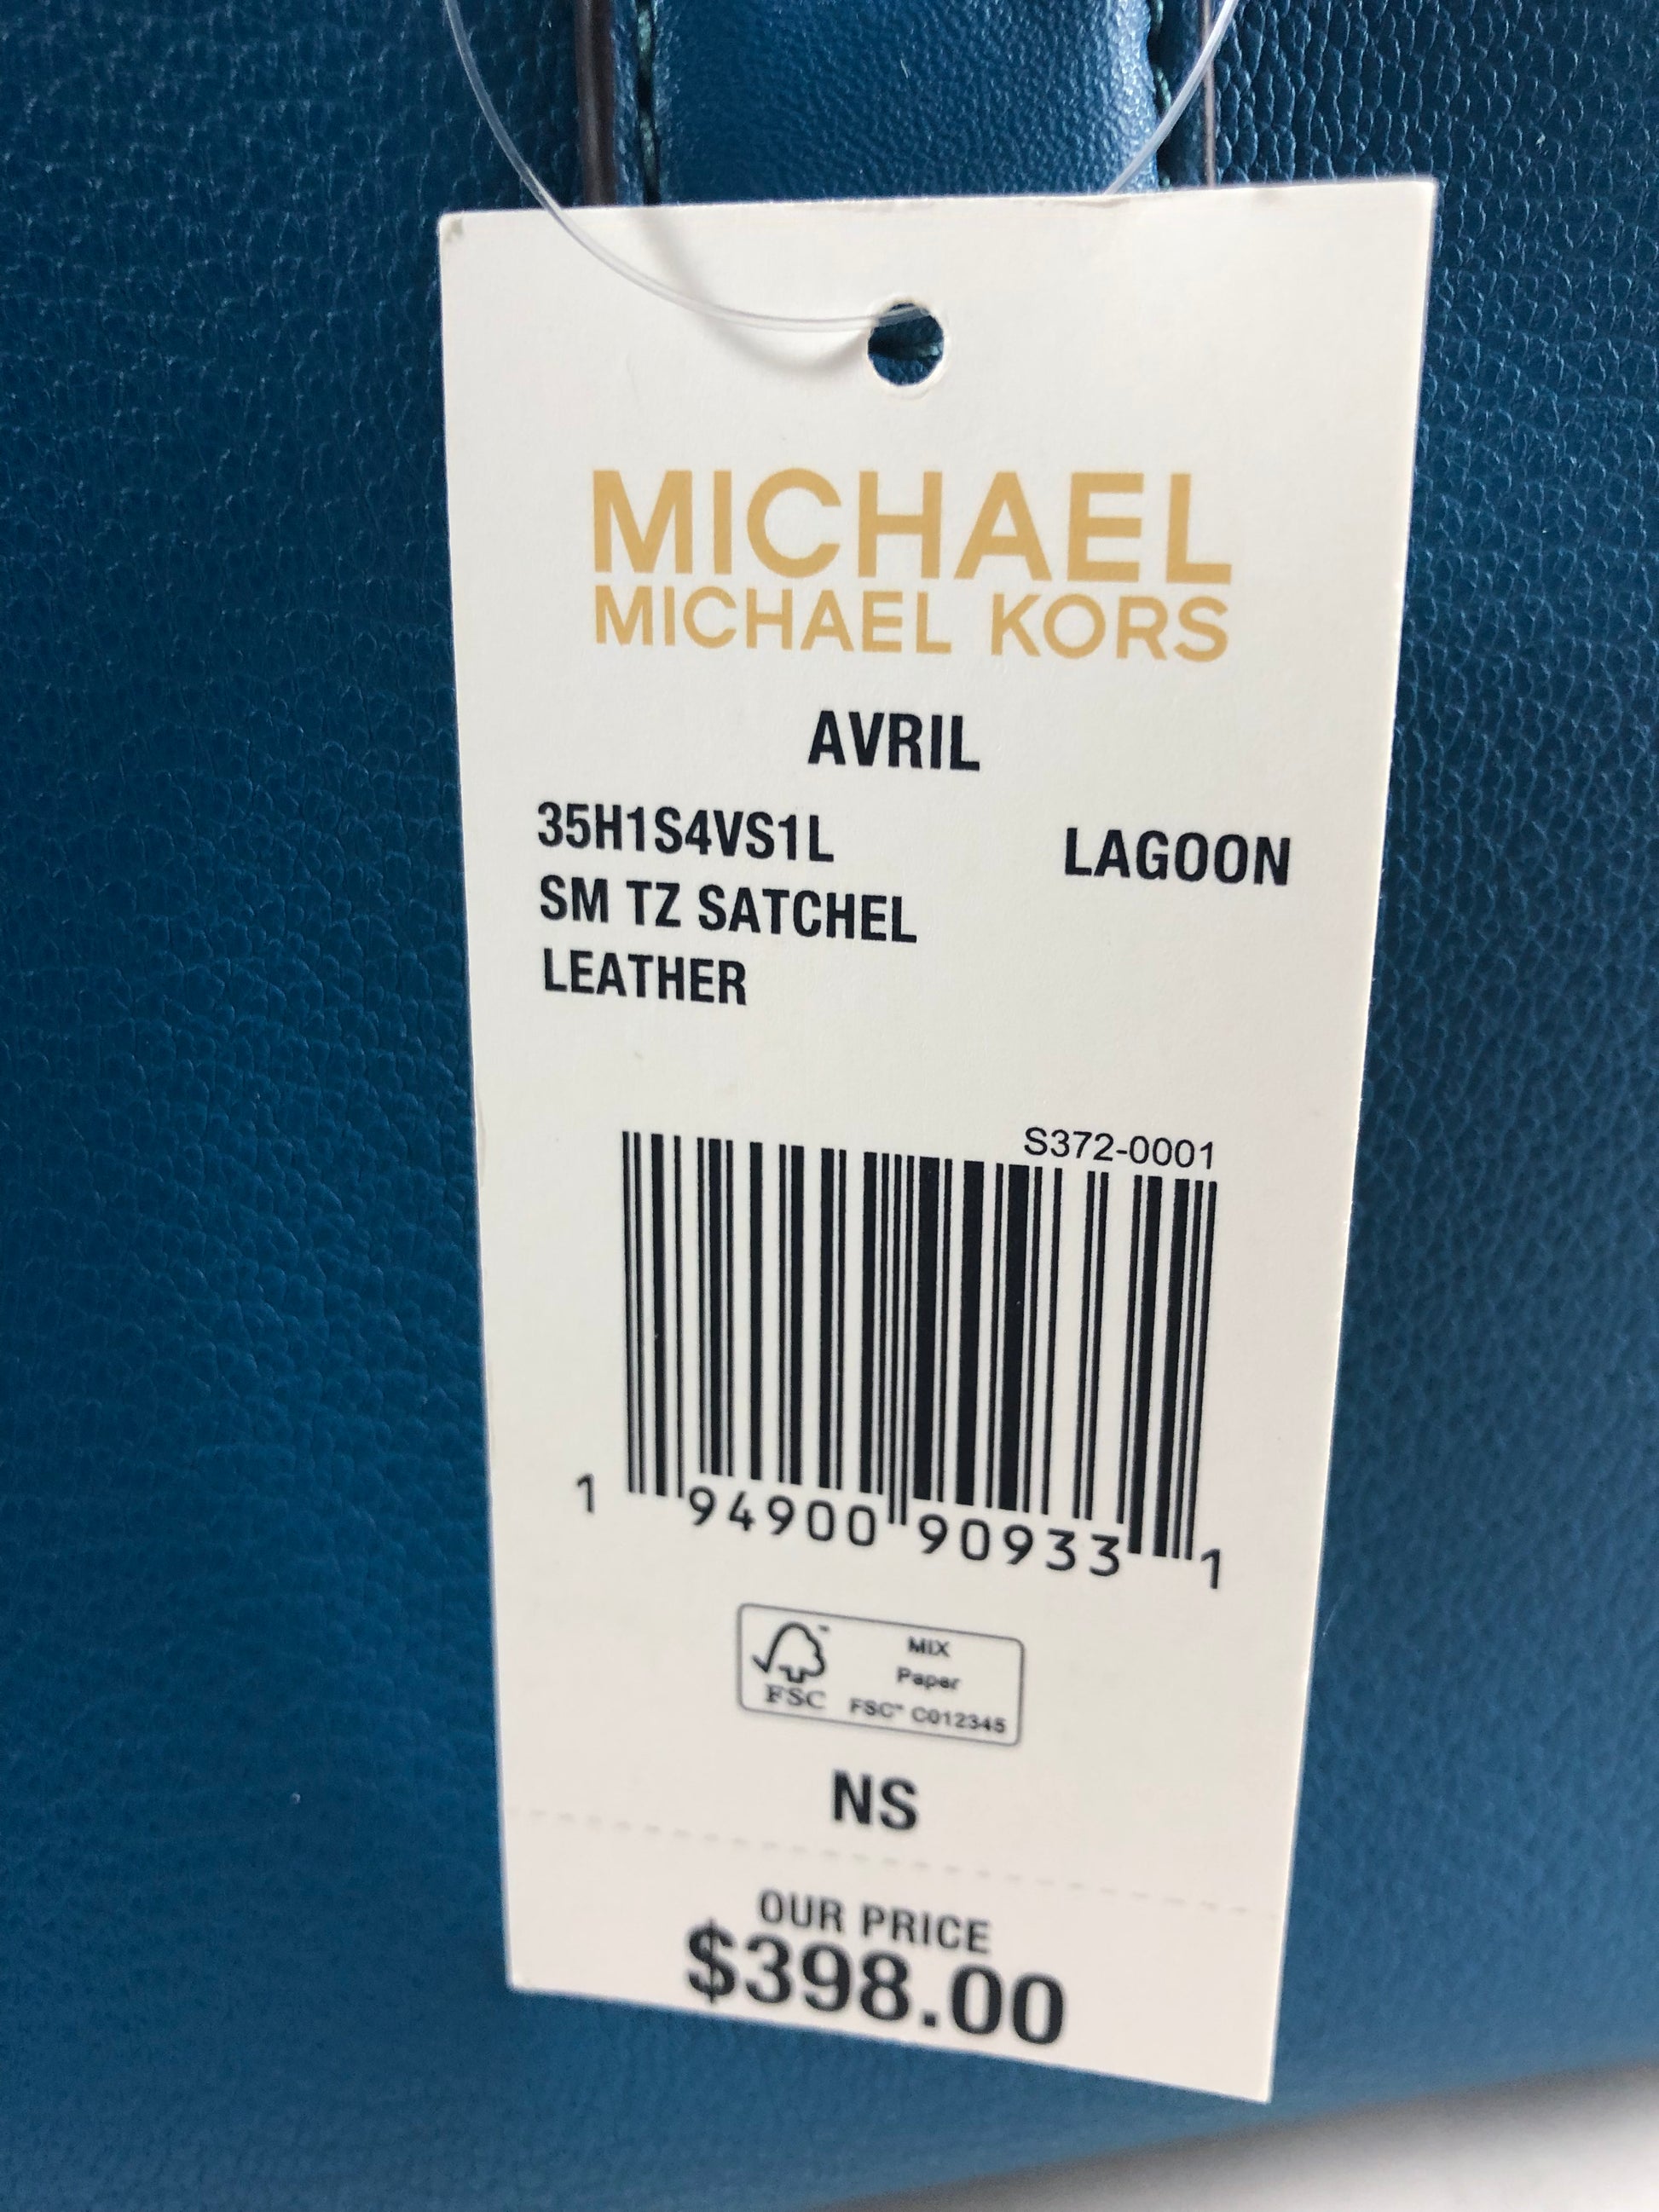 MICHAEL
MICHAEL KORS
AVRIL
35H1S4VS1L LAGOON
SM TZ SATCHEL
LEATHER
S372-0001
1 94900 90933 1
FSC
MIX
Paper
FSC™ C012345
NS
OUR PRICE
$398.00